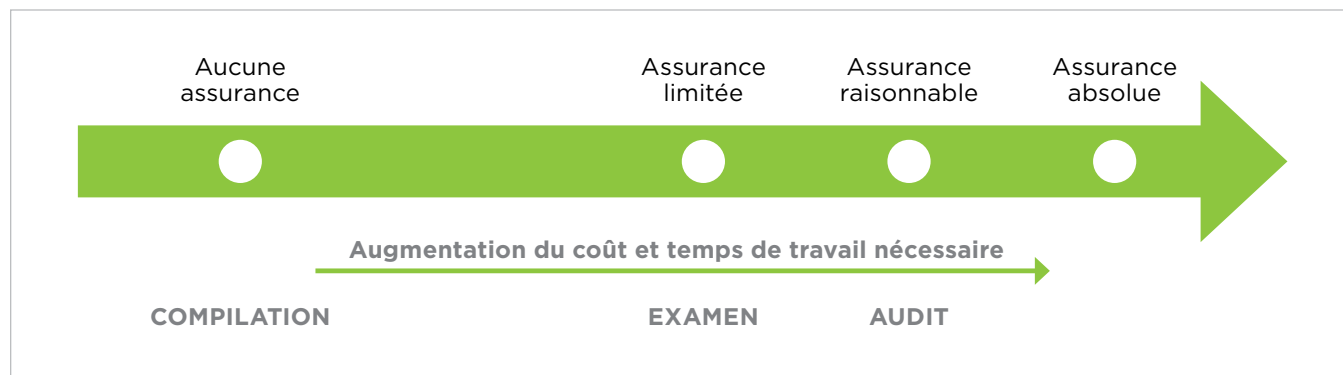 Aucune
assurance
Assurance
limitée
Assurance
raisonnable
Assurance
absolue
Augmentation du coût et temps de travail nécessaire
COMPILATION
EXAMEN
AUDIT